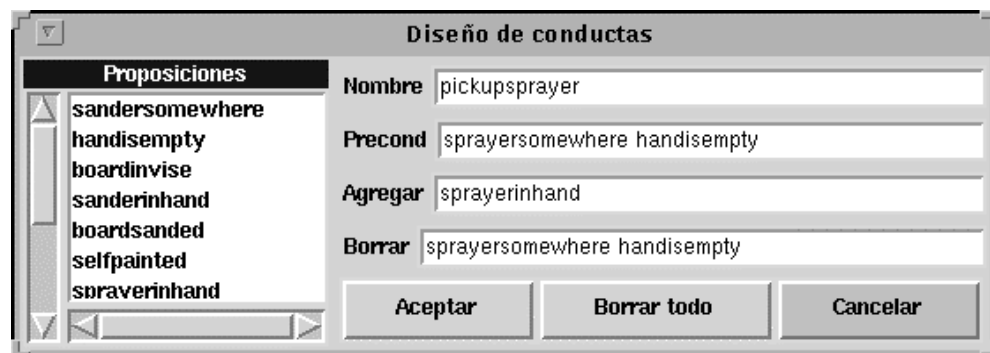 Diseño de conductas
Proposiciones
sandersomewhere
handisempty
boardinvise
sanderinhand
boardsanded
selfpainted
sprayerinhand
Nombre pickupsprayer
Precond sprayersomewhere handisempty
Agregar sprayerinhand
Borrar sprayersomewhere handisempty
Aceptar Borrar todo Cancelar